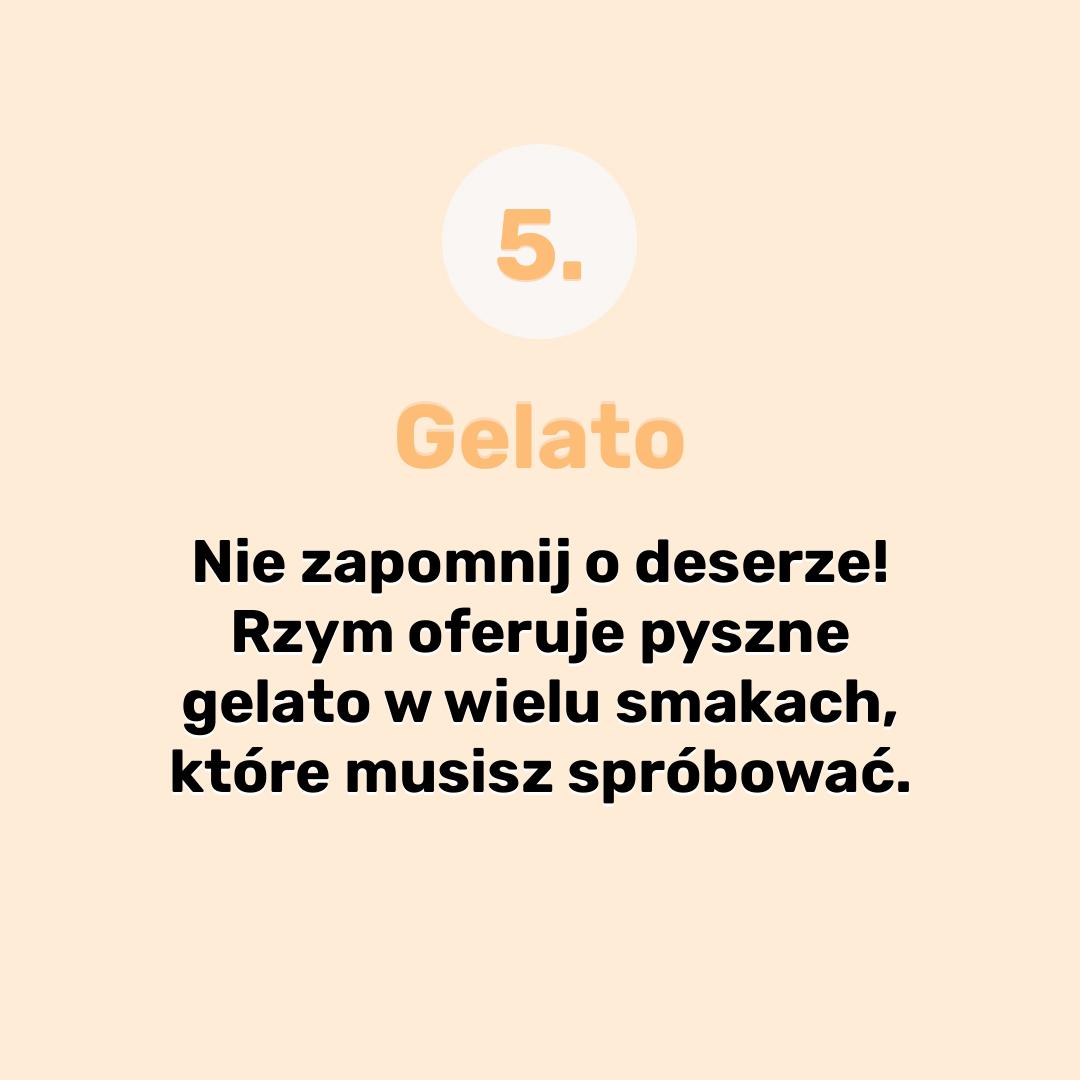 5.
Gelato
Nie zapomnij o deserze!
Rzym oferuje pyszne
gelato w wielu smakach,
które musisz spróbować.